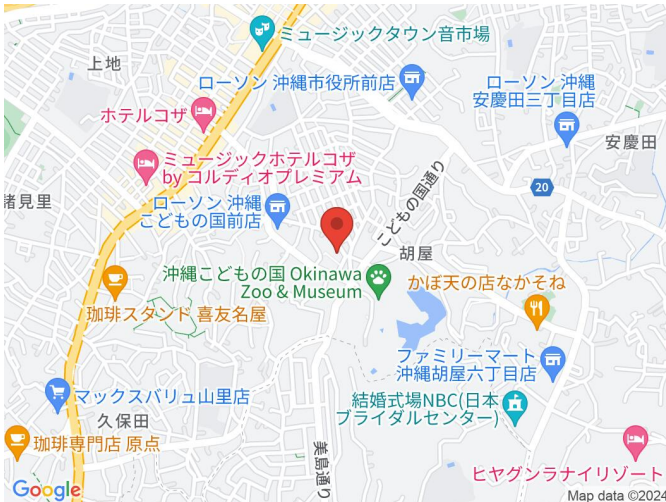 ミュージックタウン音市場
上地
ローソン 沖縄市役所前店
ローソン 沖縄
安慶田三丁目店
ホテルコザ
安慶田
ミュージックホテルコザ
by コルディオプレミアム
20
諸見里
ローソン 沖縄
こどもの国前店
こどもの国通り
胡屋
沖縄こどもの国 Okinawa
Zoo & Museum
かぼ天の店なかそね
珈琲スタンド 喜友名屋
ファミリーマート
沖縄胡屋六丁目店
マックスバリュ山里店
結婚式場NBC(日本
ブライダルセンター)
久保田
珈琲専門店 原点
美島通り
ヒヤグンラナイリゾート
Google
Map data ©2024